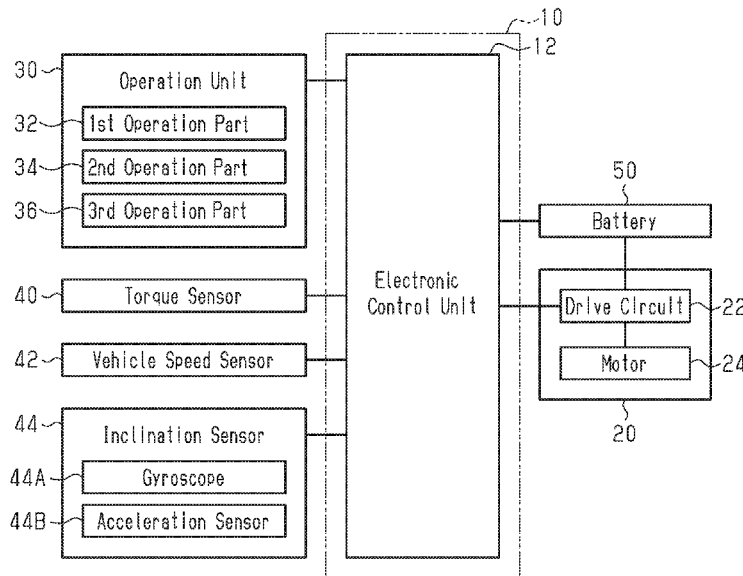 10
12
30
Operation Unit
32
1st Operation Part
34
2nd Operation Part
36
3rd Operation Part
50
Battery
Electronic
Control Unit
40
Torque Sensor
Drive Circuit
22
42
Vehicle Speed Sensor
Motor
24
20
44
Inclination Sensor
44A
Gyroscope
44B
Acceleration Sensor